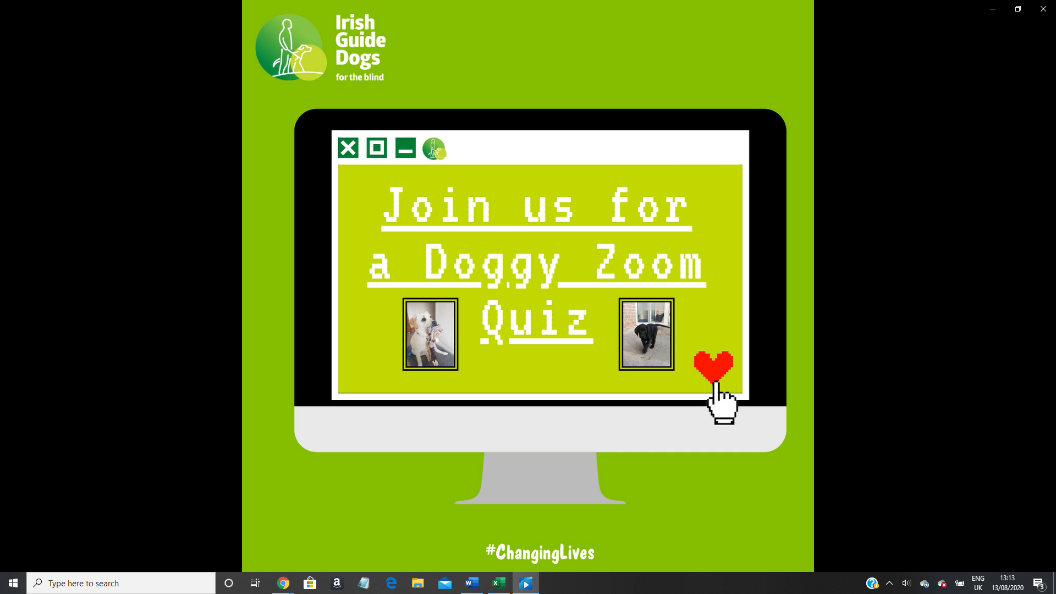 Irish
Guide
Dogs
for the blind
Join us for
a Doggy Zoom
Quiz
#ChangingLives
Type here to search
ENG
UK
13:13
13/08/2020
3